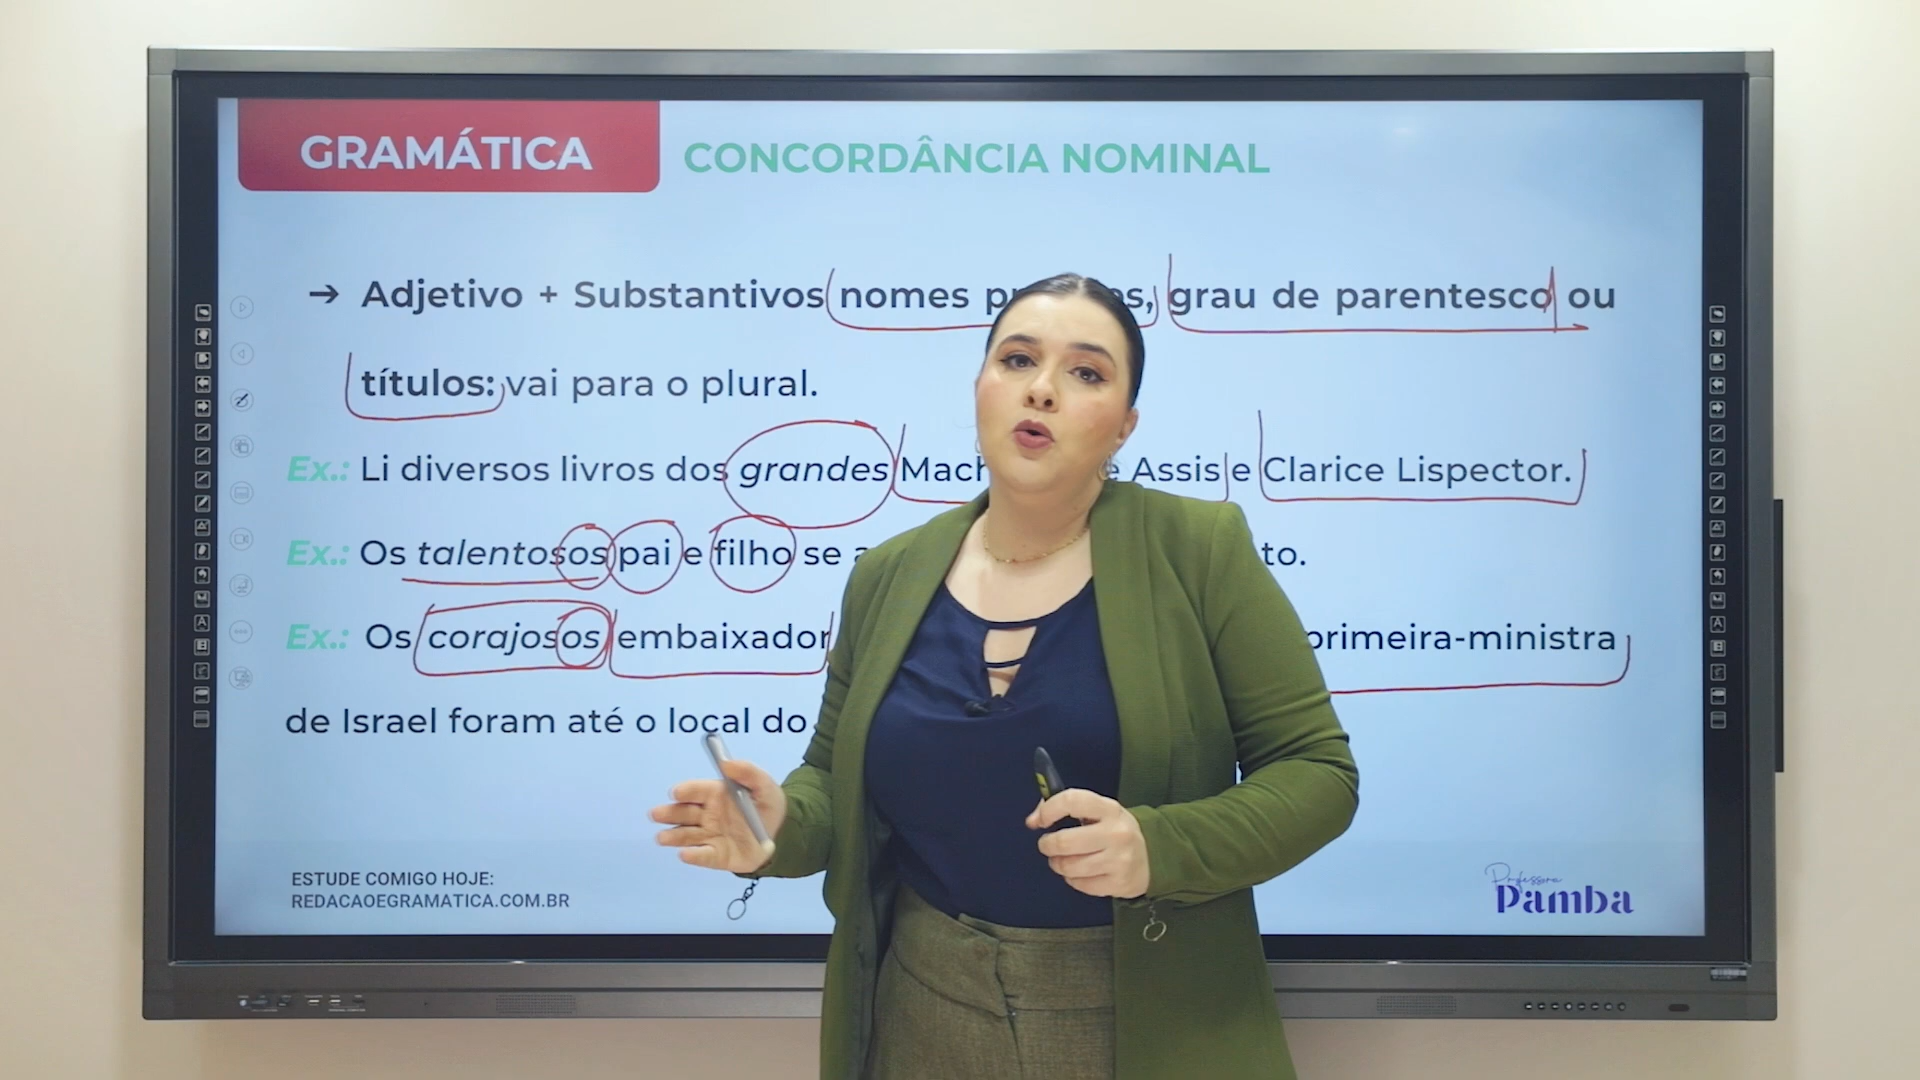 GRAMÁTICA
CONCORDÂNCIA NOMINAL
➔ Adjetivo + Substantivos nomes grau de parentesco ou
títulos: vai para o plural.
Ex.: Li diversos livros dos grandes Assis e Clarice Lispector.
Ex.: Os talentosos pai e filho se
Ex.: Os corajosos embaixador primeira-ministra
de Israel foram até o local do
ESTUDE COMIGO HOJE:
REDACAOEGRAMATICA.COM.BR
Professora
Pamba